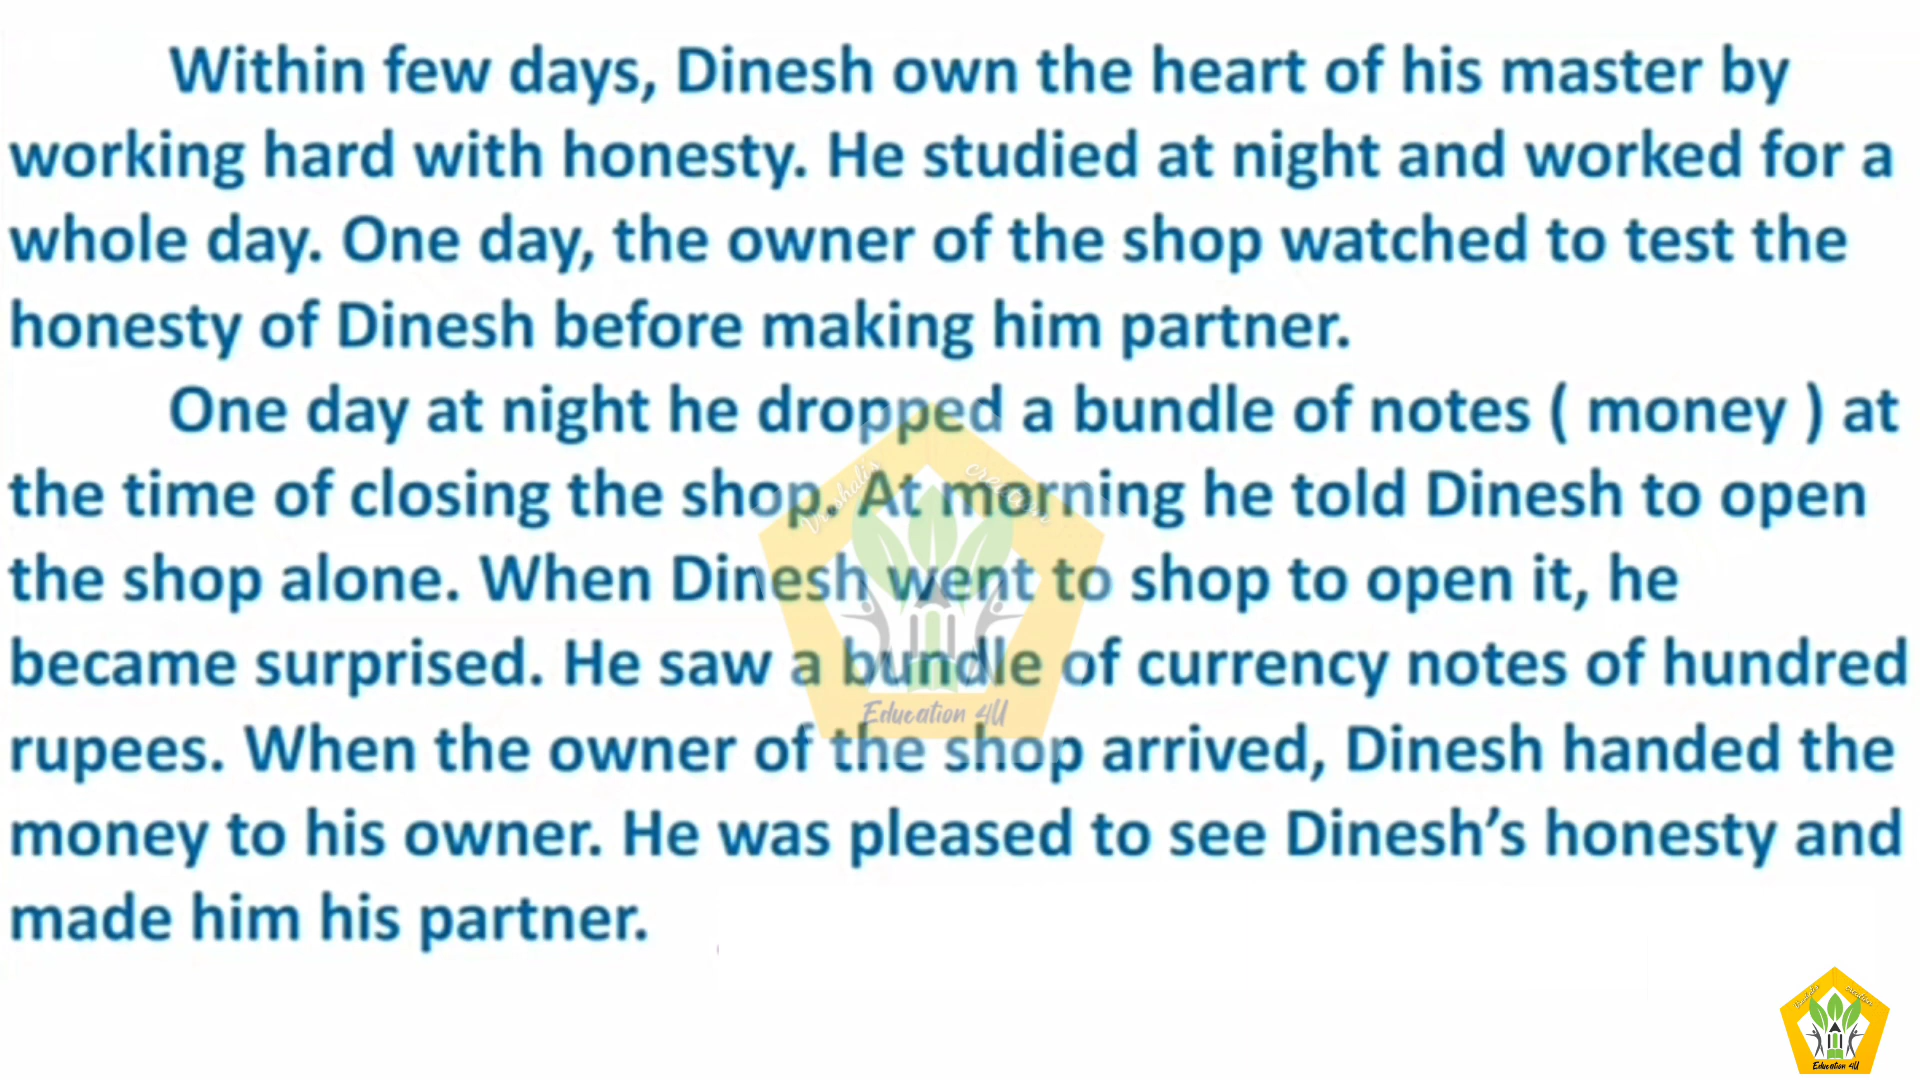 Within few days, Dinesh own the heart of his master by
working hard with honesty. He studied at night and worked for a
whole day. One day, the owner of the shop watched to test the
honesty of Dinesh before making him partner.
One day at night he dropped a bundle of notes ( money ) at
the time of closing the shop. At morning he told Dinesh to open
the shop alone. When Dinesh went to shop to open it, he
became surprised. He saw a bundle of currency notes of hundred
rupees. When the owner of the shop arrived, Dinesh handed the
money to his owner. He was pleased to see Dinesh’s honesty and
made him his partner.
creation
Education 4U
creation
Education 4U